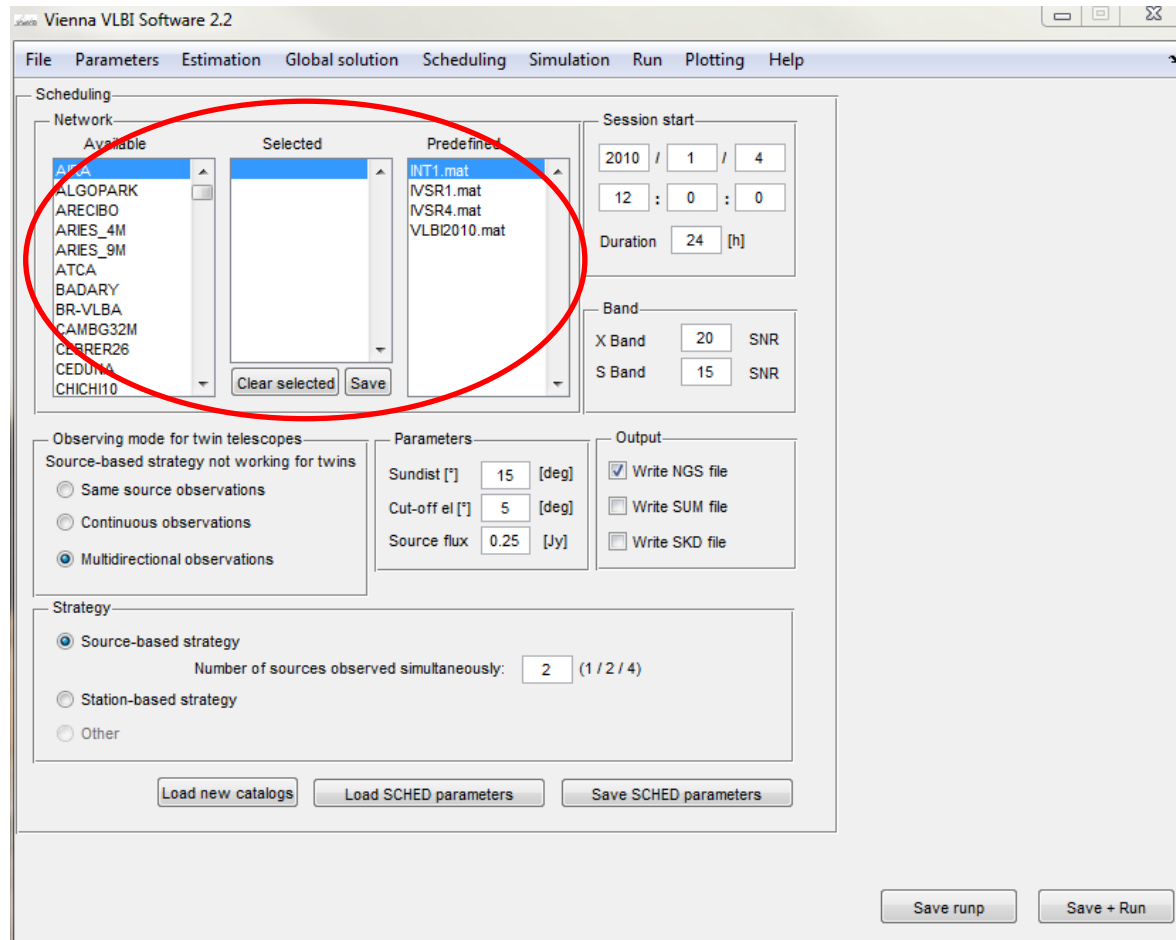 Vienna VLBI Software 2.2
File Parameters Estimation Global solution Scheduling Simulation Run Plotting Help
Scheduling
Network
Available
AIRA
ALGOPARK
ARECIBO
ARIES_4M
ARIES_9M
ATCA
BADARY
BR-VLBA
CAMBG32M
CEBRER26
CEDUNA
CHICHI10
Selected
Clear selected Save
Predefined
INT1.mat
IVSR1.mat
IVSR4.mat
VLBI2010.mat
Session start
2010 / 1 / 4
12 : 0 : 0
Duration 24 [h]
Band
X Band 20 SNR
S Band 15 SNR
Observing mode for twin telescopes
Source-based strategy not working for twins
Same source observations
Continuous observations
Multidirectional observations
Parameters
Sundist [°] 15 [deg]
Cut-off el [°] 5 [deg]
Source flux 0.25 [Jy]
Output
Write NGS file
Write SUM file
Write SKD file
Strategy
Source-based strategy
Number of sources observed simultaneously: 2 (1 / 2 / 4)
Station-based strategy
Other
Load new catalogs Load SCHED parameters Save SCHED parameters
Save runp Save + Run